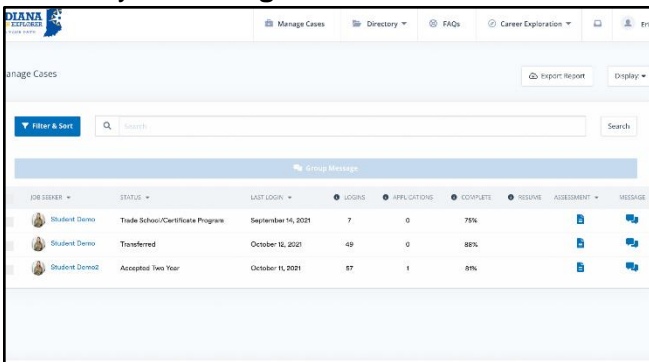 DIANA
EXPLORER
Manage Cases
Directory
FAQs
Career Exploration
anage Cases
Export Report
Display
Filter & Sort
Search
Search
Group Message
JOB SEEKER
STATUS
LAST LOGIN
LOGINS
APPLICATIONS
COMPLETE
RESUME
ASSESSMENT
MESSAGE
Student Demo Trade School/Certificate Program September 14, 2021 7 0 75%
Student Demo Transferred October 12, 2021 49 0 88%
Student Demo2 Accepted Two Year October 11, 2021 57 1 81%